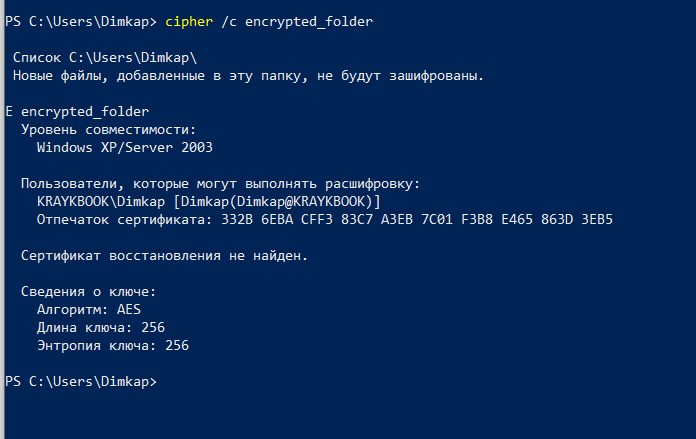 PS C:\Users\Dimkap> cipher /c encrypted_folder
Список C:\Users\Dimkap\
Новые файлы, добавленные в эту папку, не будут зашифрованы.
E encrypted_folder
Уровень совместимости:
Windows XP/Server 2003
Пользователи, которые могут выполнять расшифровку:
KRAYKBOOK\Dimkap [Dimkap(Dimkap@KRAYKBOOK)]
Отпечаток сертификата: 332B 6EBA CFF3 83C7 A3EB 7C01 F3B8 E465 863D 3EB5
Сертификат восстановления не найден.
Сведения о ключе:
Алгоритм: AES
Длина ключа: 256
Энтропия ключа: 256
PS C:\Users\Dimkap>